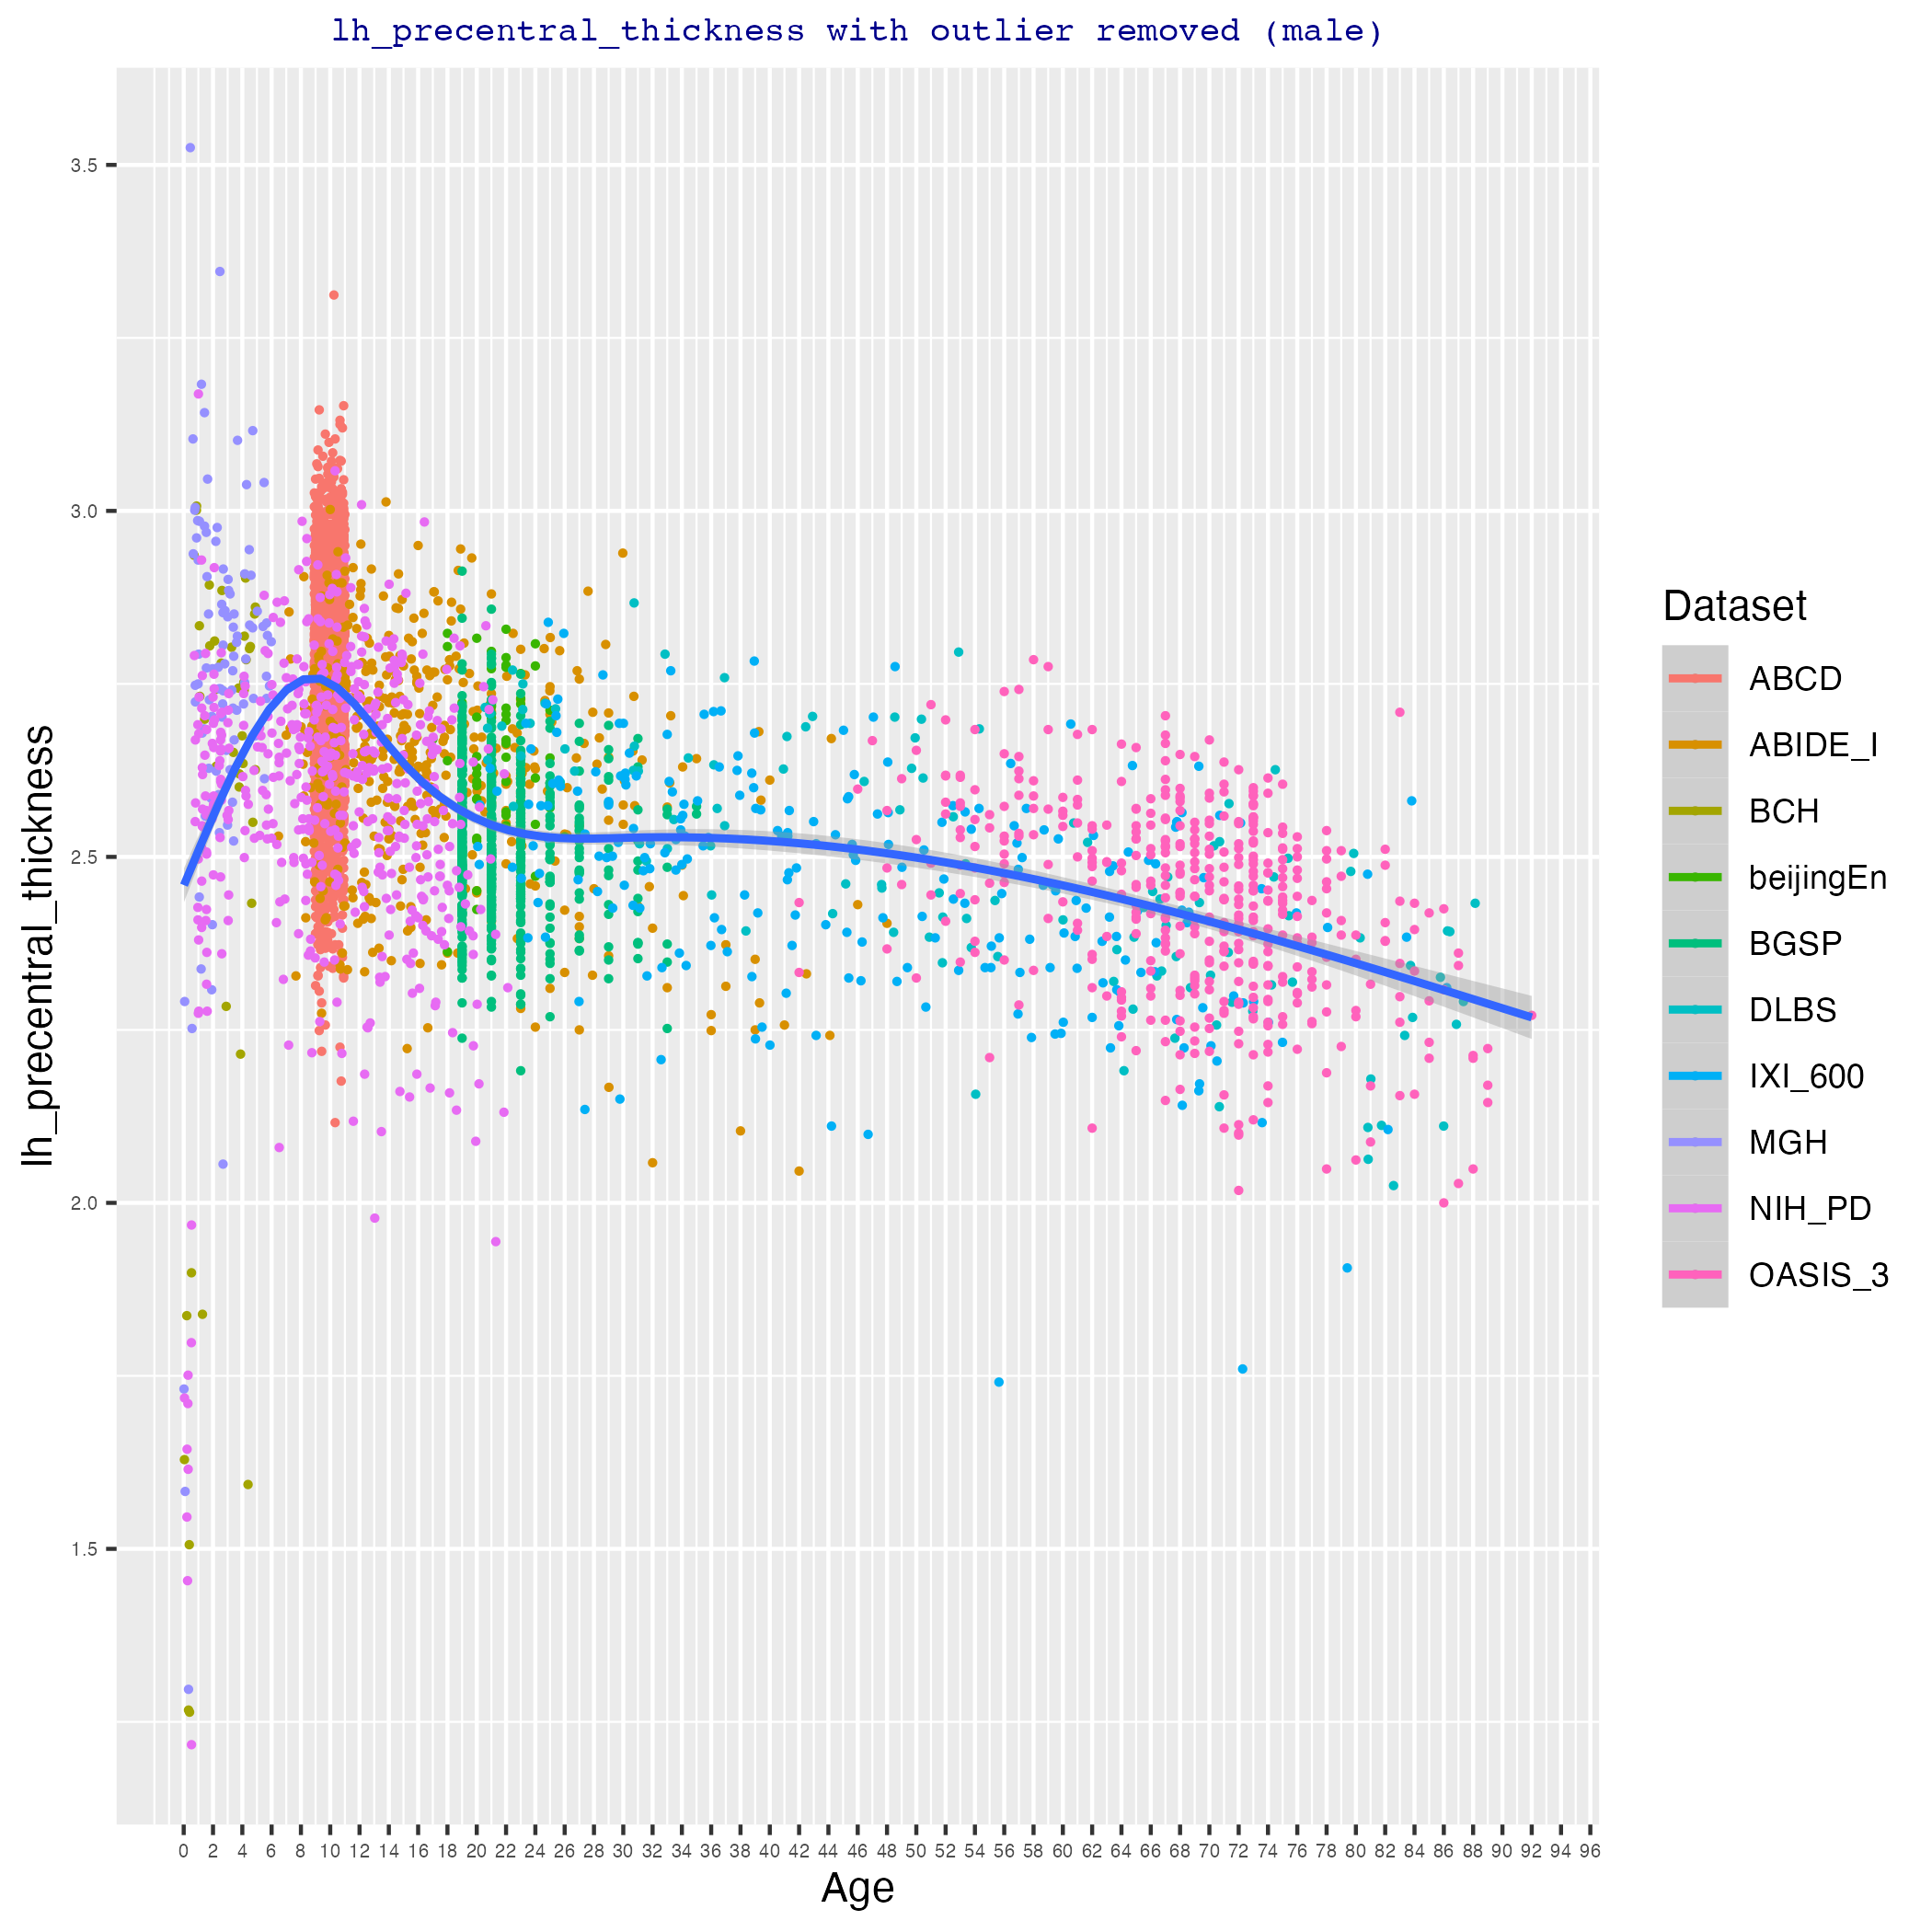 lh_precentral_thickness with outlier removed (male)
lh_precentral_thickness
3.5
3.0
2.5
2.0
1.5
0 2 4 6 8 10 12 14 16 18 20 22 24 26 28 30 32 34 36 38 40 42 44 46 48 50 52 54 56 58 60 62 64 66 68 70 72 74 76 78 80 82 84 86 88 90 92 94 96
Age
Dataset
ABCD
ABIDE_I
BCH
beijingEn
BGSP
DLBS
IXI_600
MGH
NIH_PD
OASIS_3